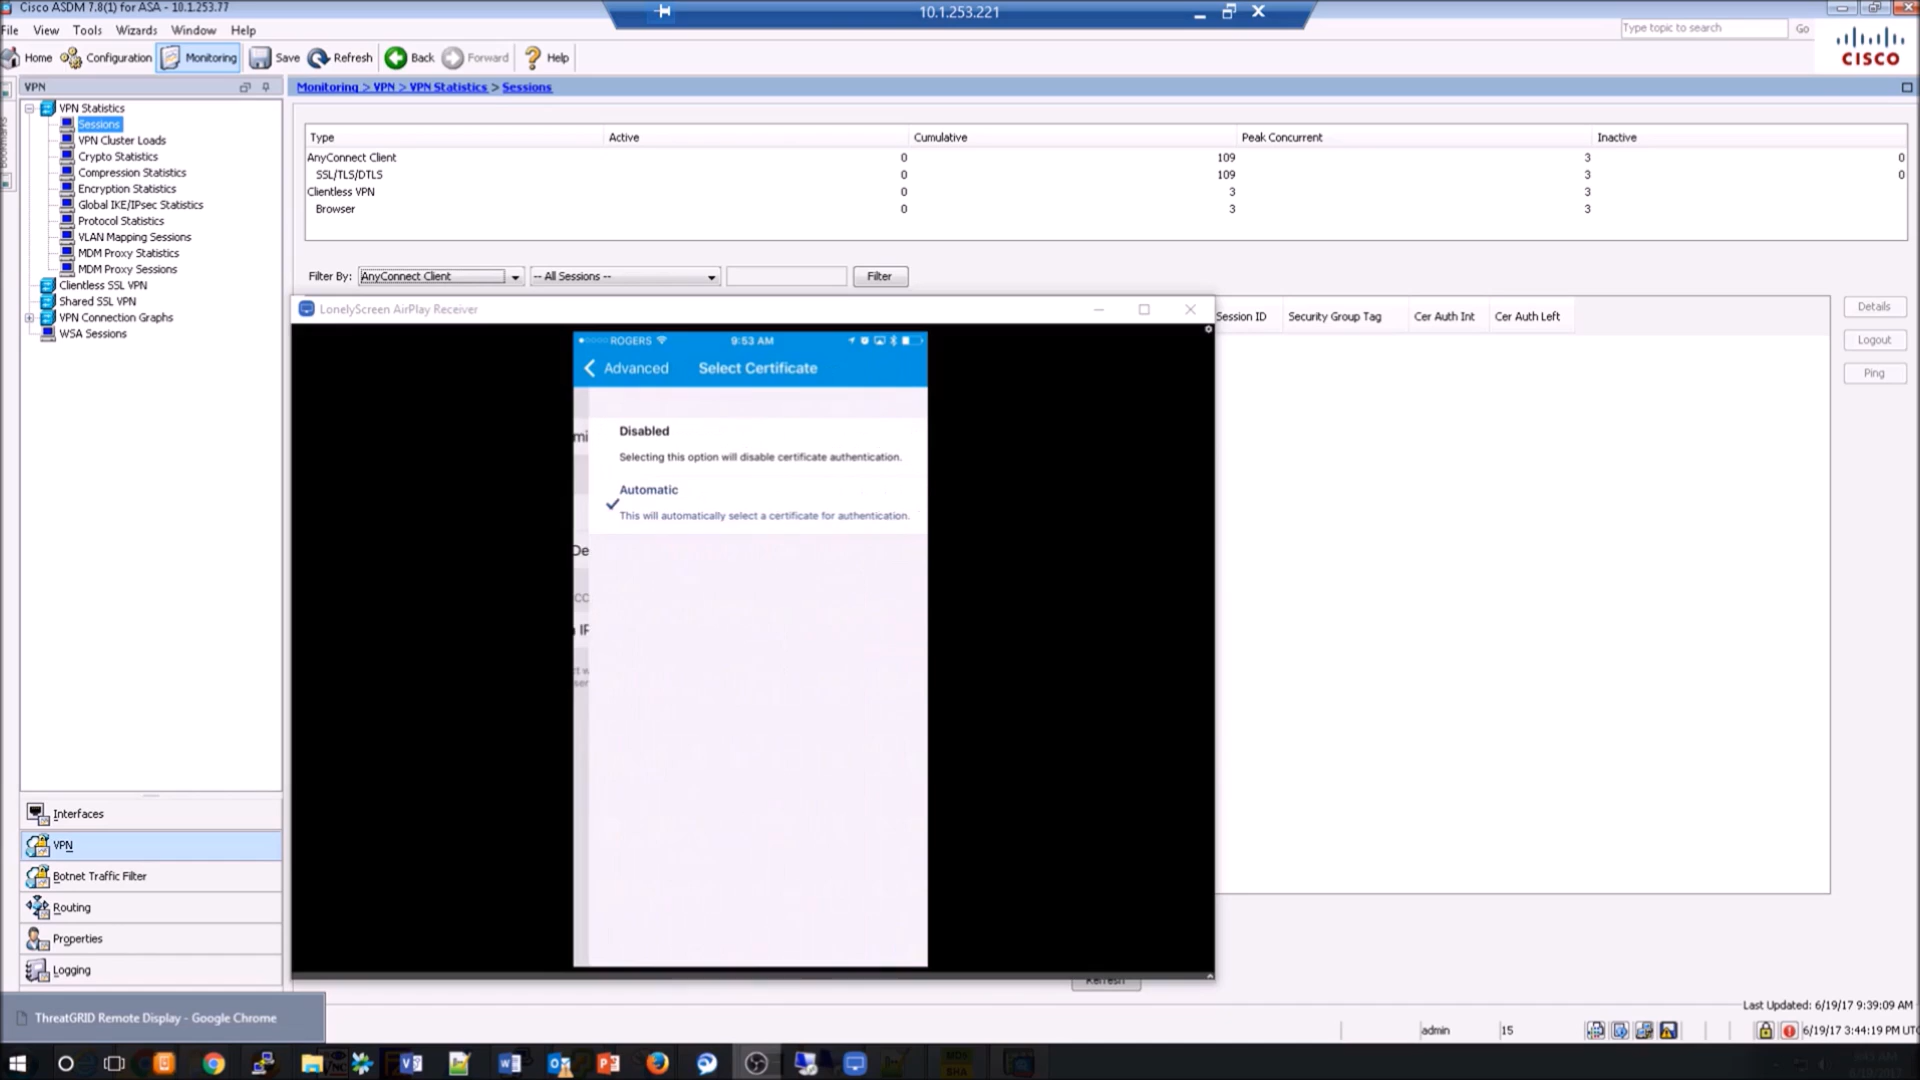 Cisco ASDM 7.8(1) for ASA - 10.1.253.77
10.1.253.221
File View Tools Wizards Window Help
Type topic to search Go
Home Configuration Monitoring Save Refresh Back Forward Help
CISCO
VPN
Monitoring > VPN > VPN Statistics > Sessions
VPN Statistics
Sessions
VPN Cluster Loads
Crypto Statistics
Compression Statistics
Encryption Statistics
Global IKE/IPsec Statistics
Protocol Statistics
VLAN Mapping Sessions
MDM Proxy Statistics
MDM Proxy Sessions
Clientless SSL VPN
Shared SSL VPN
VPN Connection Graphs
WSA Sessions
Type Active Cumulative Peak Concurrent Inactive
AnyConnect Client 0 109 3 0
SSL/TLS/DTLS 0 109 3 0
Clientless VPN 0 3 3
Browser 0 3 3
Filter By: AnyConnect Client -- All Sessions -- Filter
LonelyScreen AirPlay Receiver
Session ID Security Group Tag Cer Auth Int Cer Auth Left
Details
Logout
Ping
ROGERS 9:53 AM
Advanced Select Certificate
Disabled
Selecting this option will disable certificate authentication.
Automatic
This will automatically select a certificate for authentication.
mi
De
CC
IP
Interfaces
VPN
Botnet Traffic Filter
Routing
Properties
Logging
Refresh
ThreatGRID Remote Display - Google Chrome
Last Updated: 6/19/17 9:39:09 AM
admin 15 6/19/17 3:44:19 PM UTC
MD5
SHA